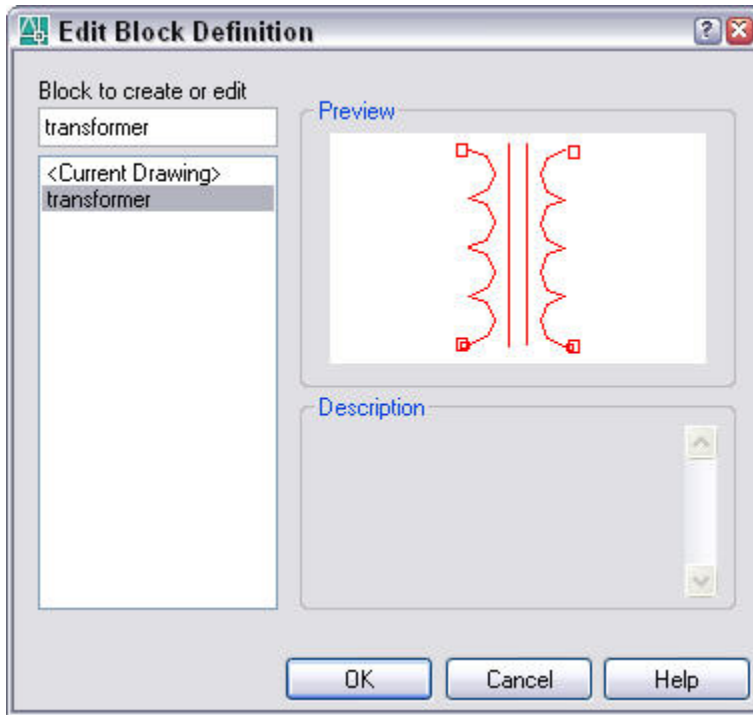 Edit Block Definition
Block to create or edit
transformer
<Current Drawing>
transformer
Preview
Description
OK
Cancel
Help